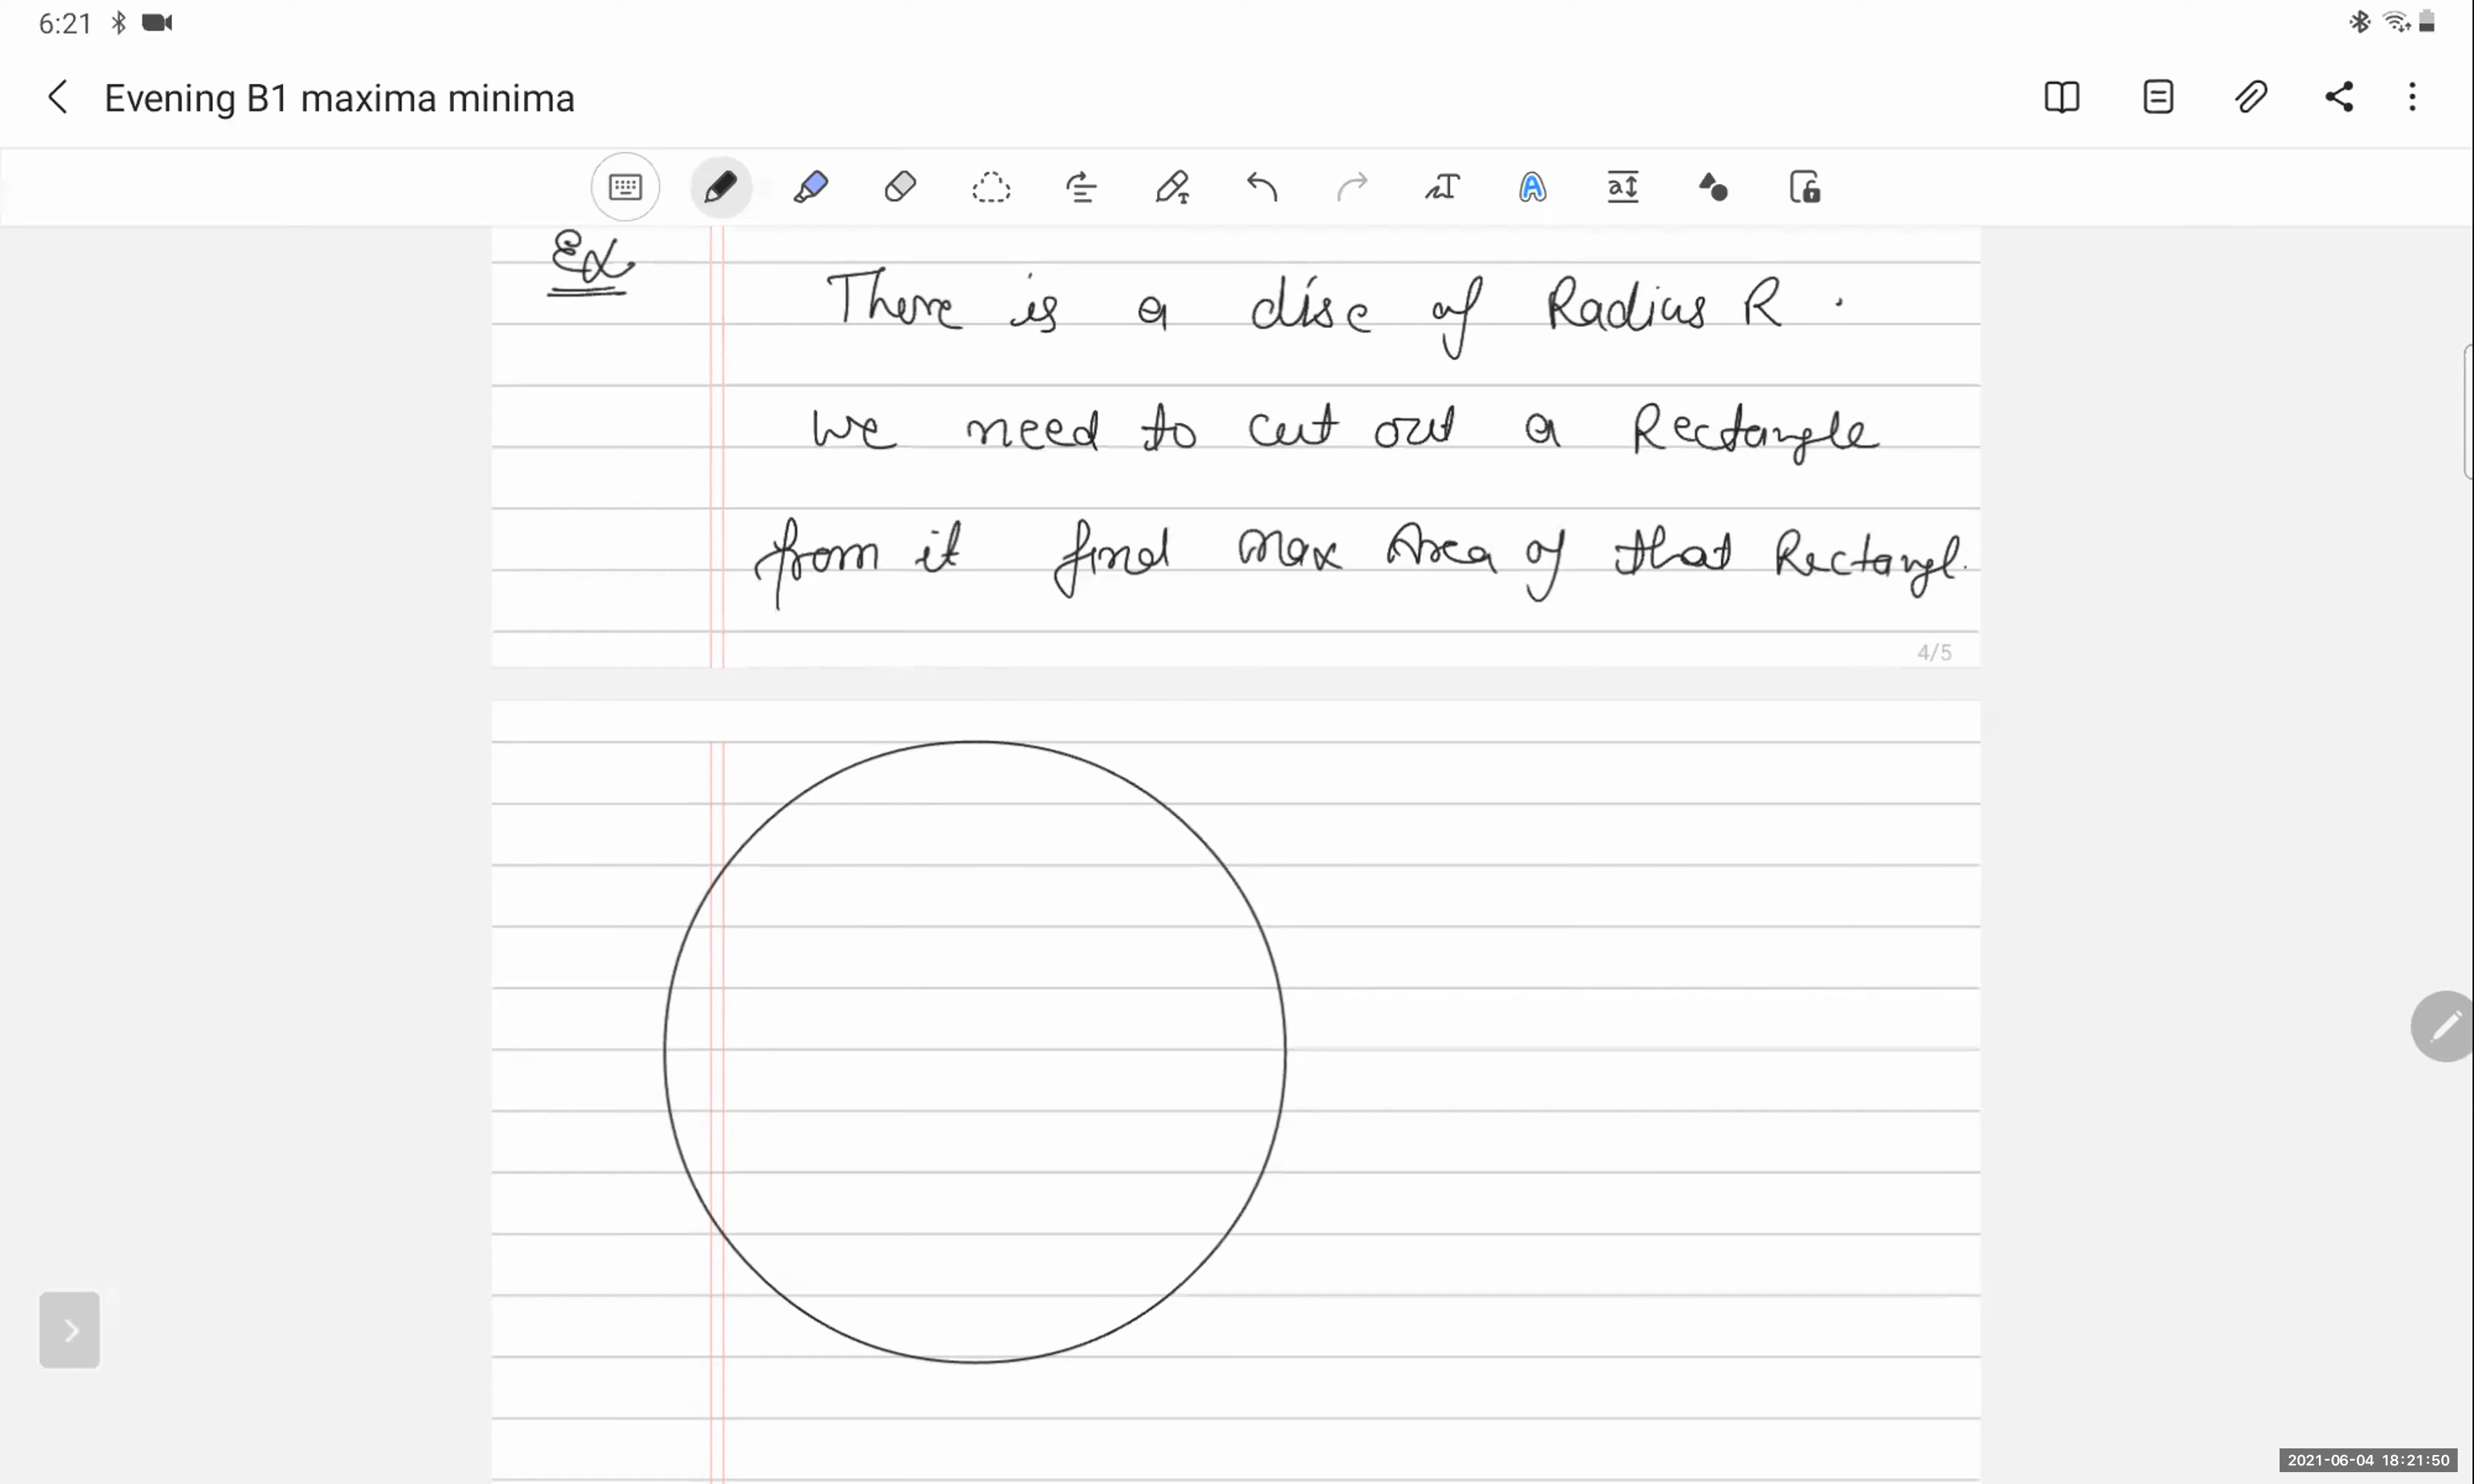 6:21
Evening B1 maxima minima
Ex
There is a disc of Radius R .
We need to cut out a Rectangle
from it find max Area of that Rectangl.
4/5
2021-06-04 18:21:50